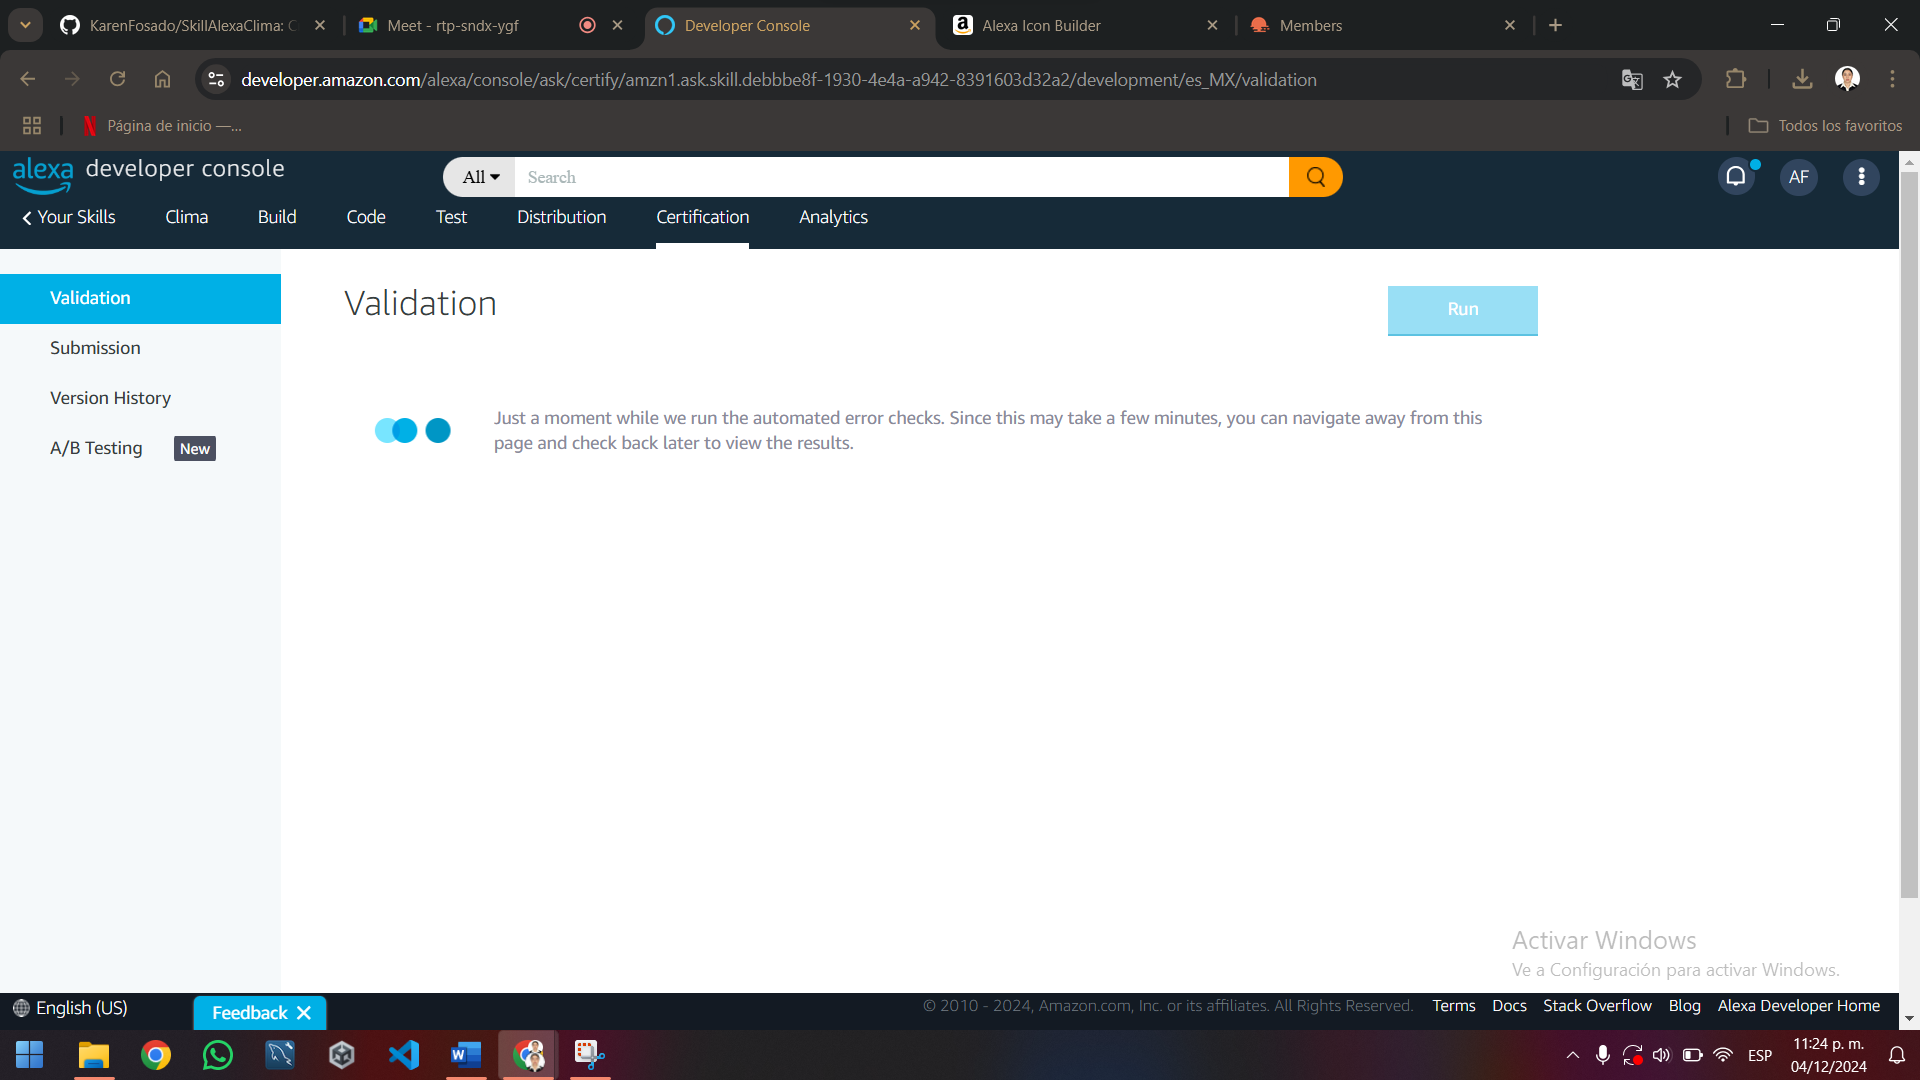 KarenFosado/SkillAlexaClima: C
Meet - rtp-sndx-ygf
Developer Console
Alexa Icon Builder
Members
developer.amazon.com/alexa/console/ask/certify/amzn1.ask.skill.debbbe8f-1930-4e4a-a942-8391603d32a2/development/es_MX/validation
Página de inicio —...
Todos los favoritos
alexa developer console
All
Search
AF
Your Skills
Clima
Build
Code
Test
Distribution
Certification
Analytics
Validation
Submission
Version History
A/B Testing
New
Validation
Run
Just a moment while we run the automated error checks. Since this may take a few minutes, you can navigate away from this
page and check back later to view the results.
Activar Windows
Ve a Configuración para activar Windows.
English (US)
Feedback
© 2010 - 2024, Amazon.com, Inc. or its affiliates. All Rights Reserved.
Terms
Docs
Stack Overflow
Blog
Alexa Developer Home
ESP
11:24 p. m.
04/12/2024